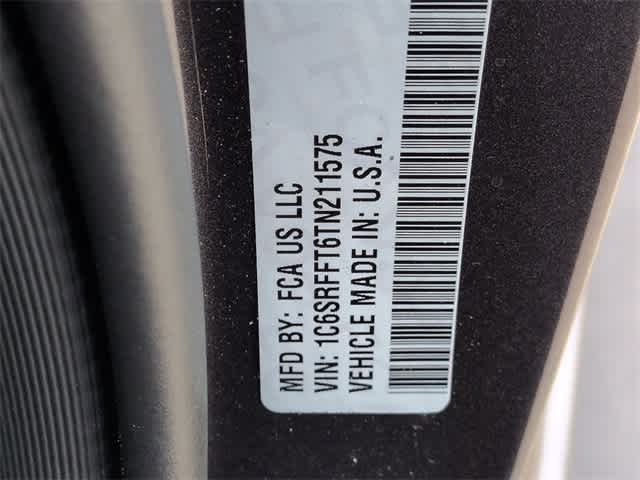 MFD BY: FCA US LLC
VIN: 1C6SRFFT6TN211575
VEHICLE MADE IN: U.S.A.